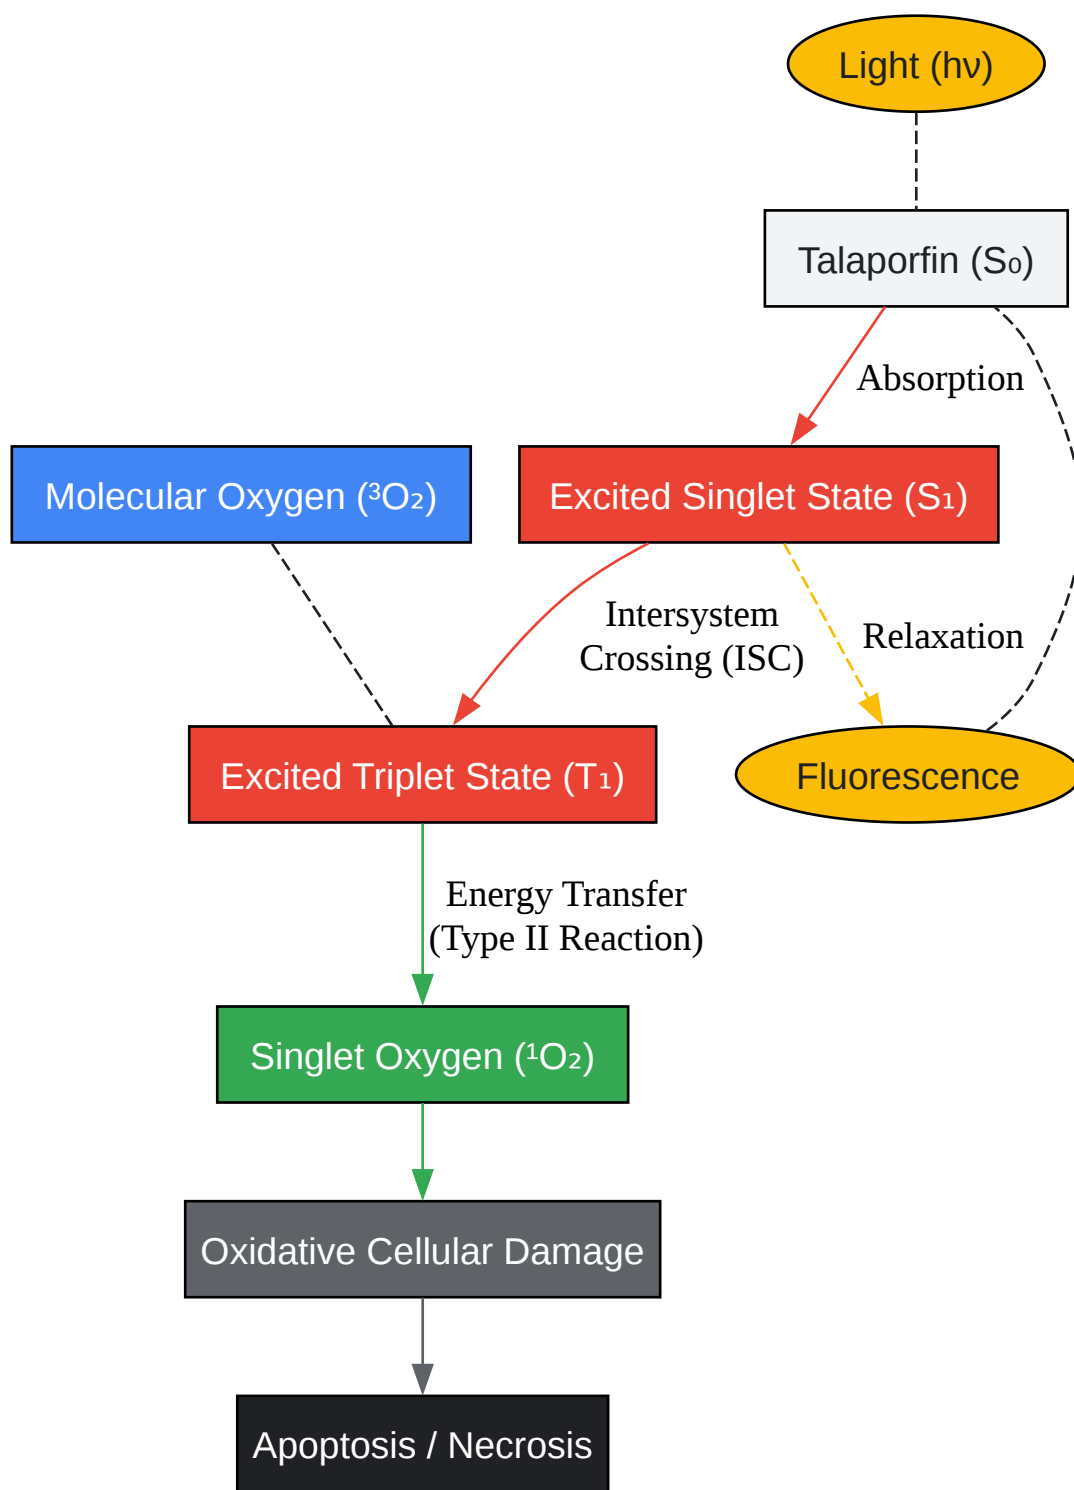 Light (hν)
Talaporfin (S₀)
Absorption
Molecular Oxygen (³O₂)
Excited Singlet State (S₁)
Intersystem
Crossing (ISC)
Relaxation
Excited Triplet State (T₁)
Fluorescence
Energy Transfer
(Type II Reaction)
Singlet Oxygen (¹O₂)
Oxidative Cellular Damage
Apoptosis / Necrosis